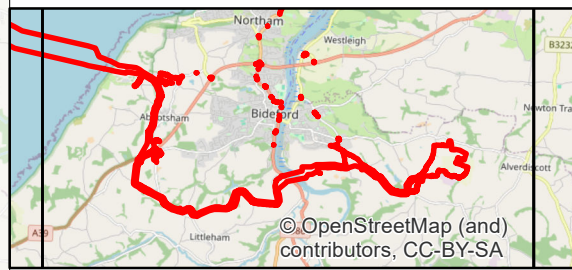 Northam
Westleigh
B3232
Newton Tra
Abbotsham
Bideford
Alverdiscott
A39
Littleham
© OpenStreetMap (and)
contributors, CC-BY-SA